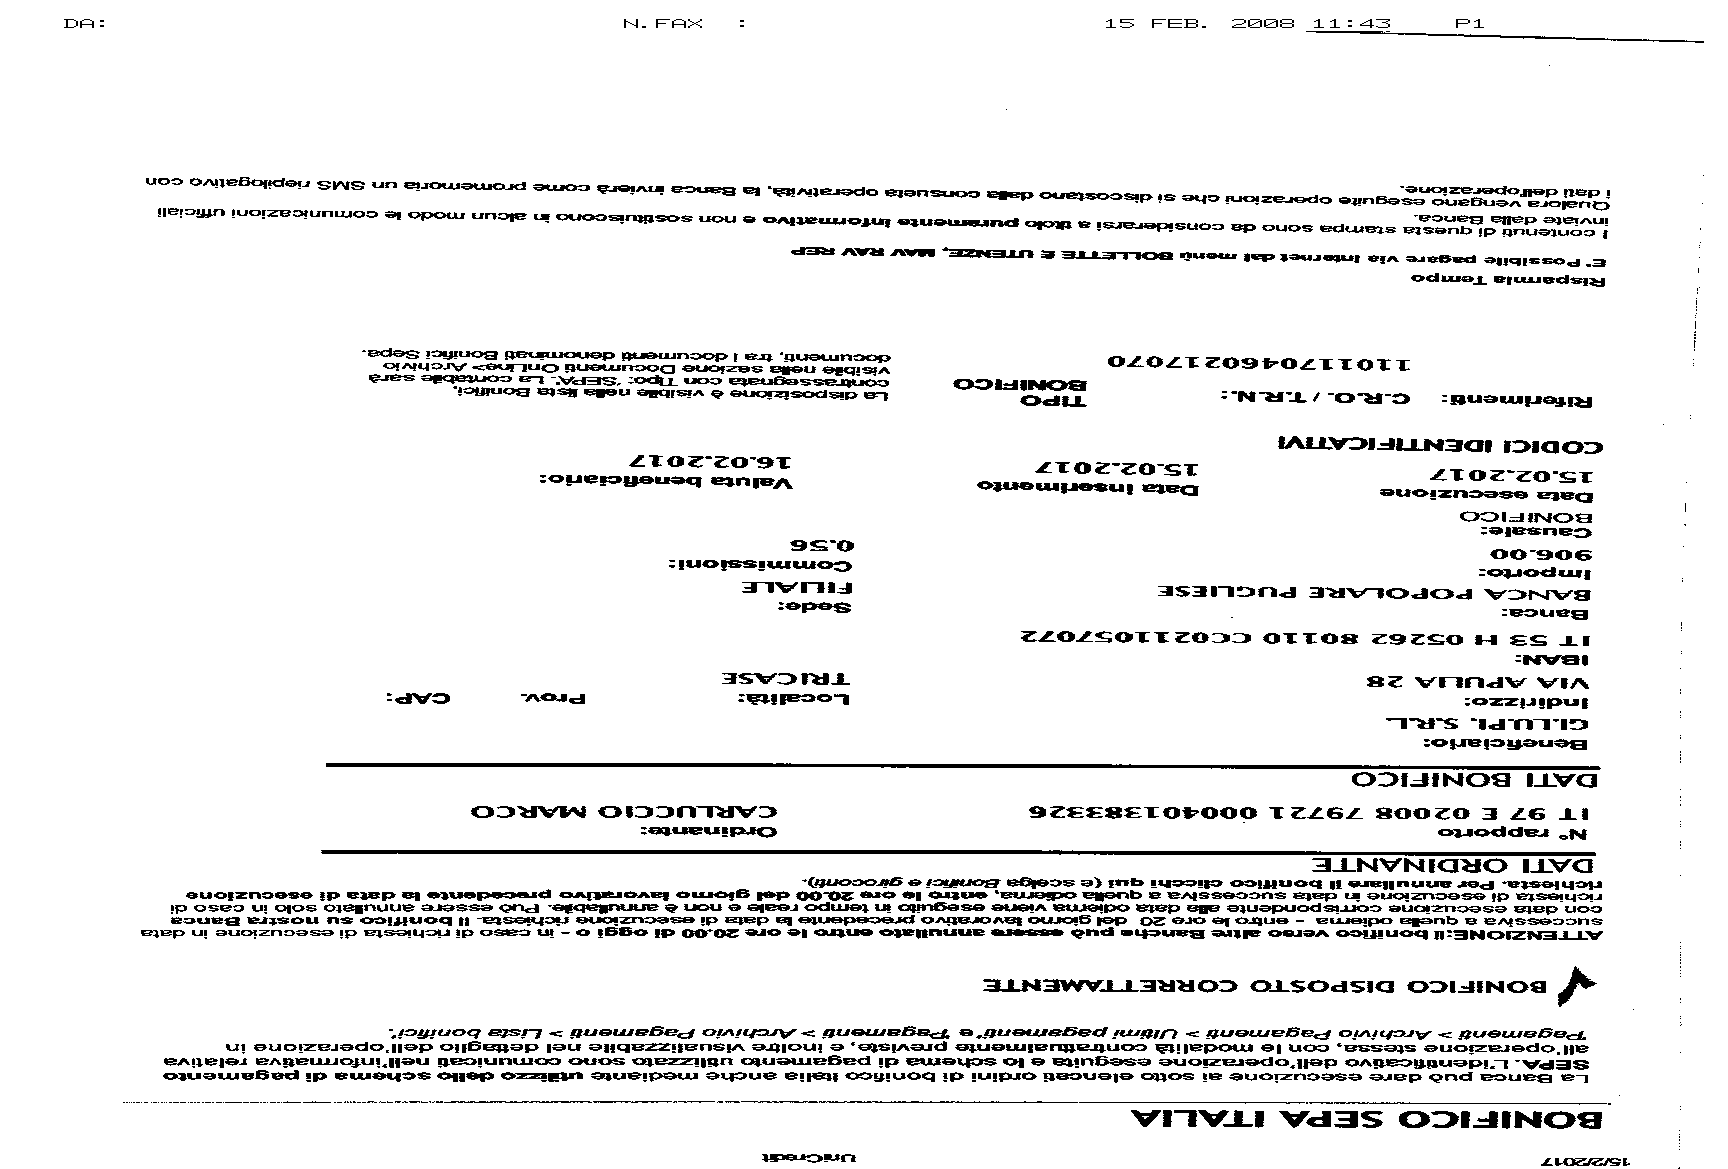 DA: N. FAX : 15 FEB. 2008 11:43 P1
15/2/2017 UniCredit
BONIFICO SEPA ITALIA
La Banca può dare esecuzione ai sotto elencati ordini di bonifico Italia anche mediante utilizzo dello schema di pagamento
SEPA. L'identificativo dell'operazione eseguita e lo schema di pagamento utilizzato sono comunicati nell'informativa relativa
all'operazione stessa, con le modalità contrattualmente previste, e inoltre visualizzabile nel dettaglio dell'operazione in
"Pagamenti > Archivio Pagamenti > Ultimi pagamenti" e "Pagamenti > Archivio Pagamenti > Lista bonifici".
BONIFICO DISPOSTO CORRETTAMENTE
ATTENZIONE:Il bonifico verso altre Banche può essere annullato entro le ore 20.00 di oggi o - in caso di richiesta di esecuzione in data
successiva a quella odierna - entro le ore 20 del giorno lavorativo precedente la data di esecuzione richiesta. Il bonifico su nostra Banca
con data esecuzione corrispondente alla data odierna viene eseguito in tempo reale e non è annullabile. Può essere annullato solo in caso di
richiesta di esecuzione in data successiva a quella odierna, entro le ore 20.00 del giorno lavorativo precedente la data di esecuzione
richiesta. Per annullare il bonifico clicchi qui (e scelga Bonifici e giroconti).
DATI ORDINANTE
N° rapporto Ordinante:
IT 97 E 02008 79721 000401383326 CARLUCCIO MARCO
DATI BONIFICO
Beneficiario:
GI.LU.PI. S.R.L.
Indirizzo: Località: Prov. CAP:
VIA APULIA 28 TRICASE
IBAN:
IT 53 H 05262 80110 CC0211057072
Banca: Sede:
BANCA POPOLARE PUGLIESE FILIALE
Importo: Commissioni:
906.00 0.56
Causale:
BONIFICO
Data esecuzione Data inserimento Valuta beneficiario:
15.02.2017 15.02.2017 16.02.2017
CODICI IDENTIFICATIVI
Riferimenti: C.R.O. / T.R.N.: TIPO La disposizione è visibile nella lista Bonifici,
BONIFICO contrassegnata con Tipo: "SEPA". La contabile sarà
visibile nella sezione Documenti OnLine> Archivio
1101170460217070 documenti, tra i documenti denominati Bonifici Sepa.
Risparmia Tempo
E' Possibile pagare via Internet dal menù BOLLETTE E UTENZE, MAV RAV REP
I contenuti di questa stampa sono da considerarsi a titolo puramente informativo e non sostituiscono in alcun modo le comunicazioni ufficiali
inviate dalla Banca.
Qualora vengano eseguite operazioni che si discostano dalla consueta operatività, la Banca invierà come promemoria un SMS riepilogativo con
i dati dell'operazione.